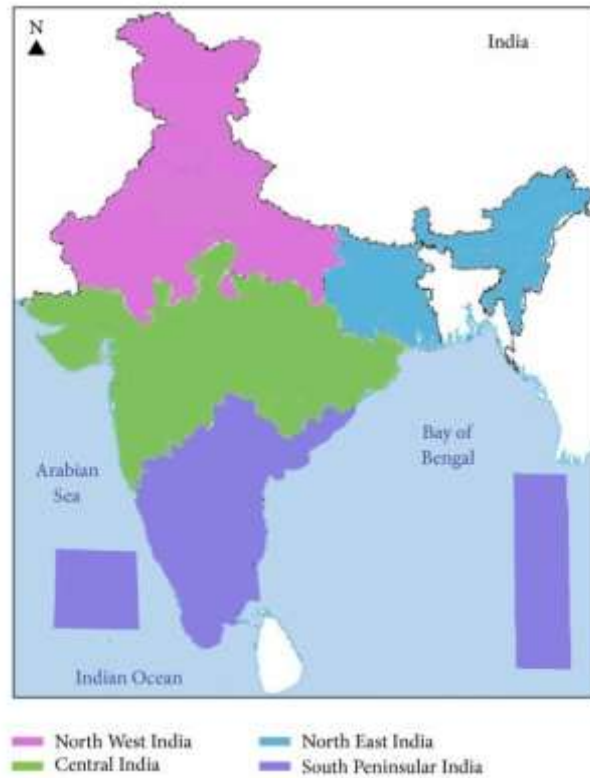 N
India
Arabian
Sea
Bay of
Bengal
Indian Ocean
North West India
North East India
Central India
South Peninsular India